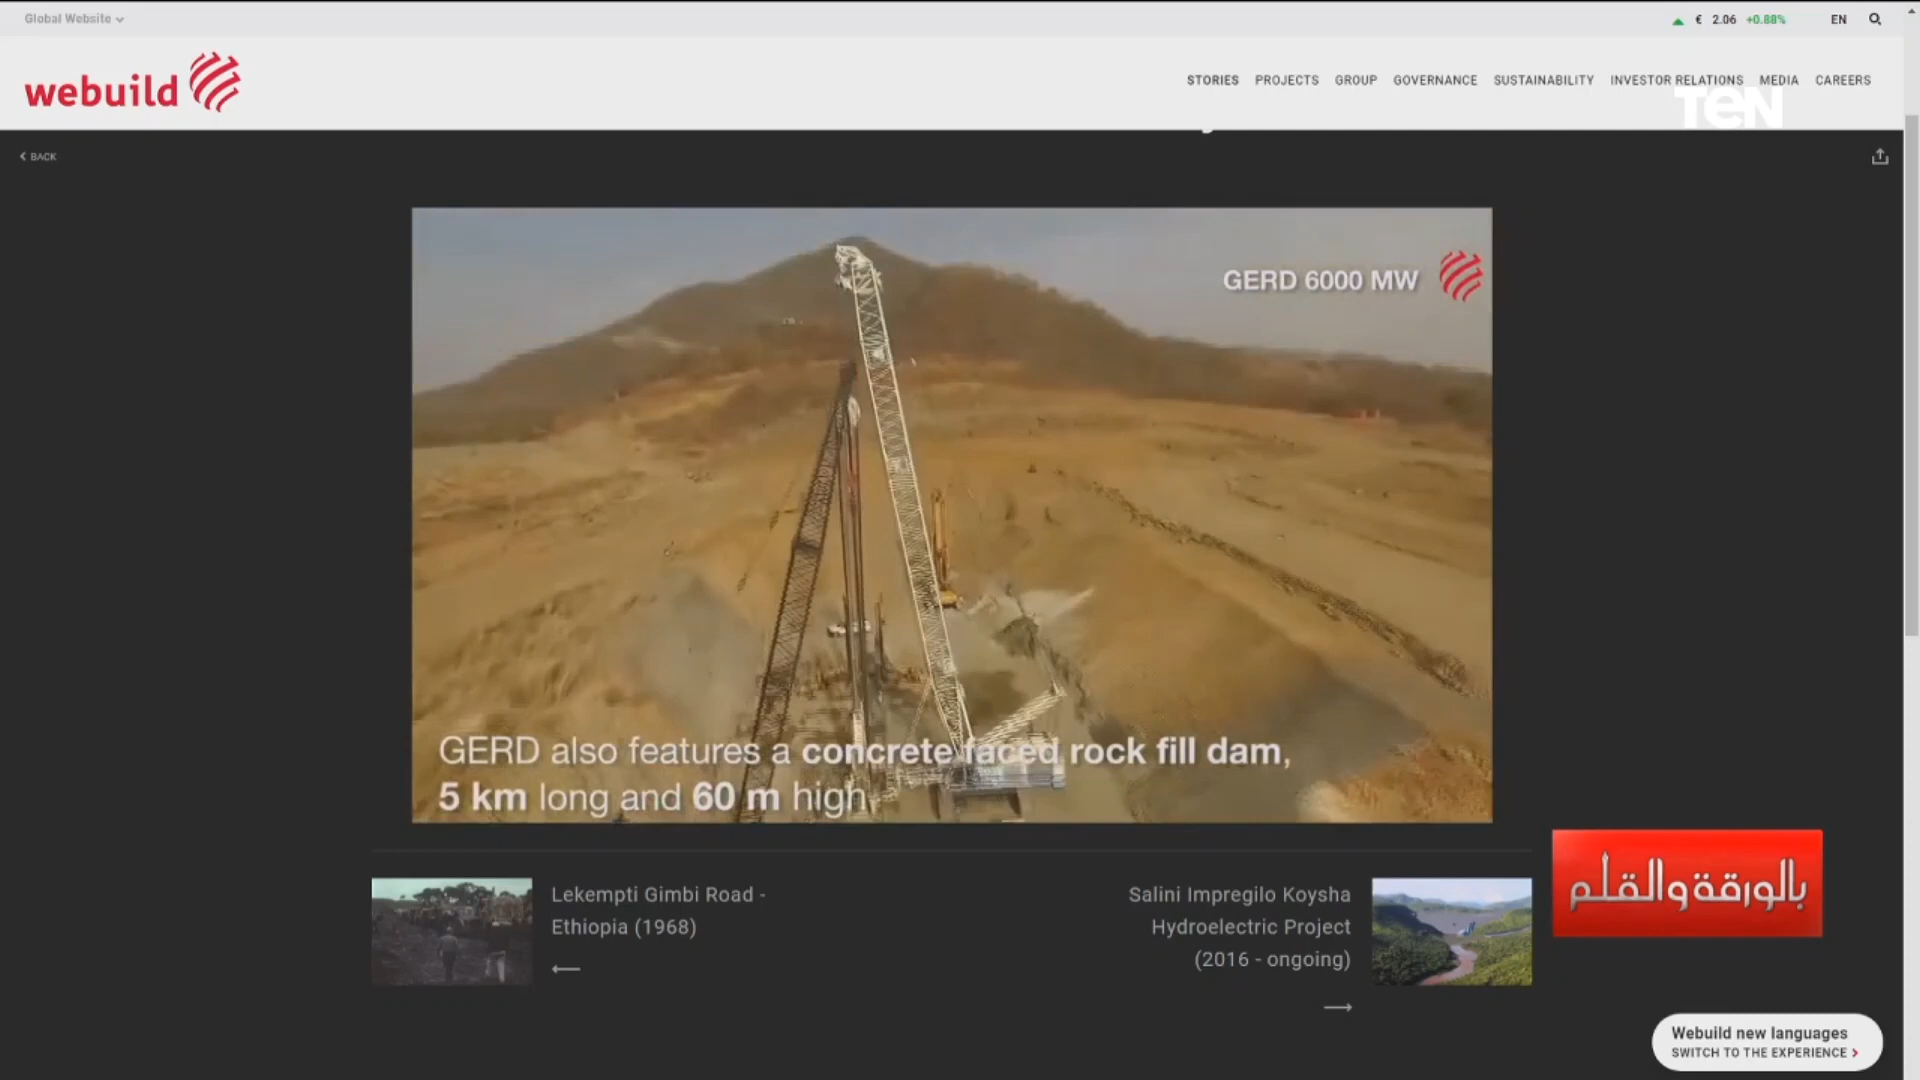 Global Website
€ 2.06 +0.88%
EN
webuild
STORIES PROJECTS GROUP GOVERNANCE SUSTAINABILITY INVESTOR RELATIONS MEDIA CAREERS
TeN
BACK
GERD 6000 MW
GERD also features a concrete faced rock fill dam,
5 km long and 60 m high
Lekempti Gimbi Road -
Ethiopia (1968)
Salini Impregilo Koysha
Hydroelectric Project
(2016 - ongoing)
بالورقة والقلم
Webuild new languages
SWITCH TO THE EXPERIENCE